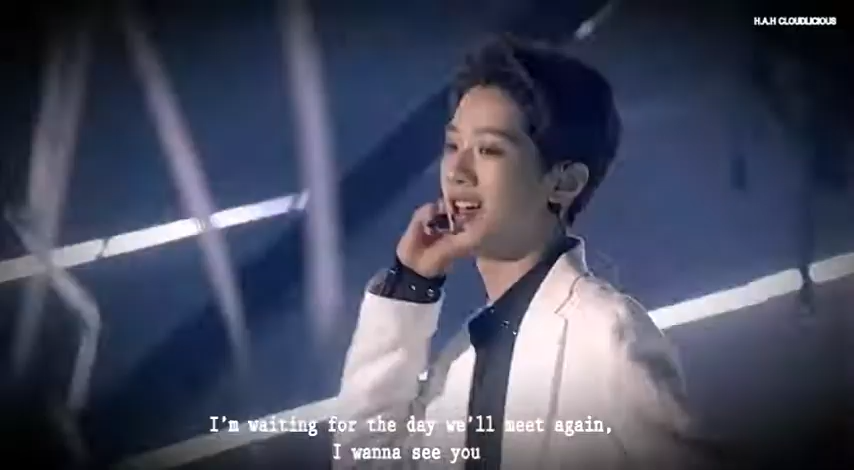 H.A.H CLOUDLICIOUS
I'm waiting for the day we'll meet again,
I wanna see you